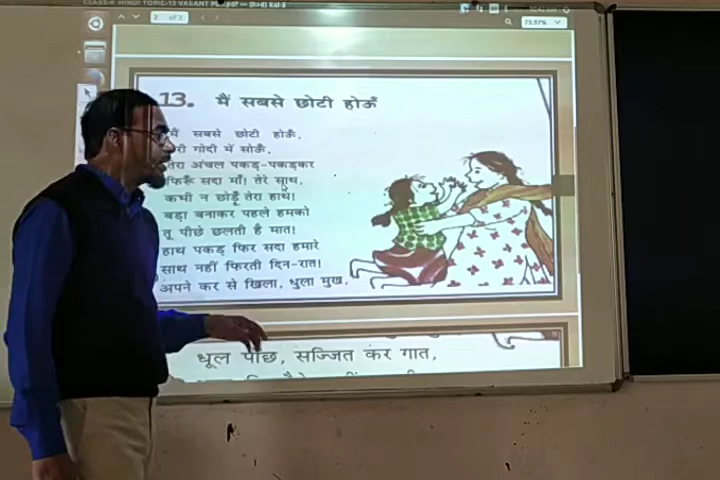 13. मैं सबसे छोटी होऊँ
मैं सबसे छोटी होऊँ,
गोदी में सोऊँ,
तेरा अंचल पकड़-पकड़कर
फिरूँ सदा माँ! तेरे साथ,
कभी न छोड़ूँ तेरा हाथ!
बड़ा बनाकर पहले हमको
तू पीछे छलती है मात!
हाथ पकड़ फिर सदा हमारे
साथ नहीं फिरती दिन-रात!
अपने कर से खिला, धुला मुख,
धूल पोंछ, सज्जित कर गात,